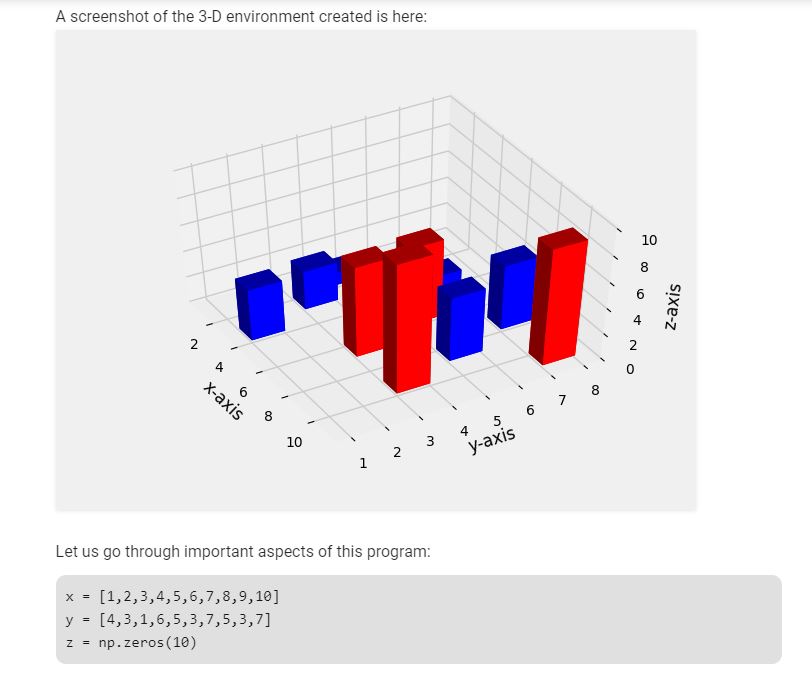 A screenshot of the 3-D environment created is here:
10
8
6
4
2
0
z-axis
2
4
6
8
10
x-axis
1
2
3
4
5
6
7
8
y-axis
Let us go through important aspects of this program:
x = [1,2,3,4,5,6,7,8,9,10]
y = [4,3,1,6,5,3,7,5,3,7]
z = np.zeros(10)